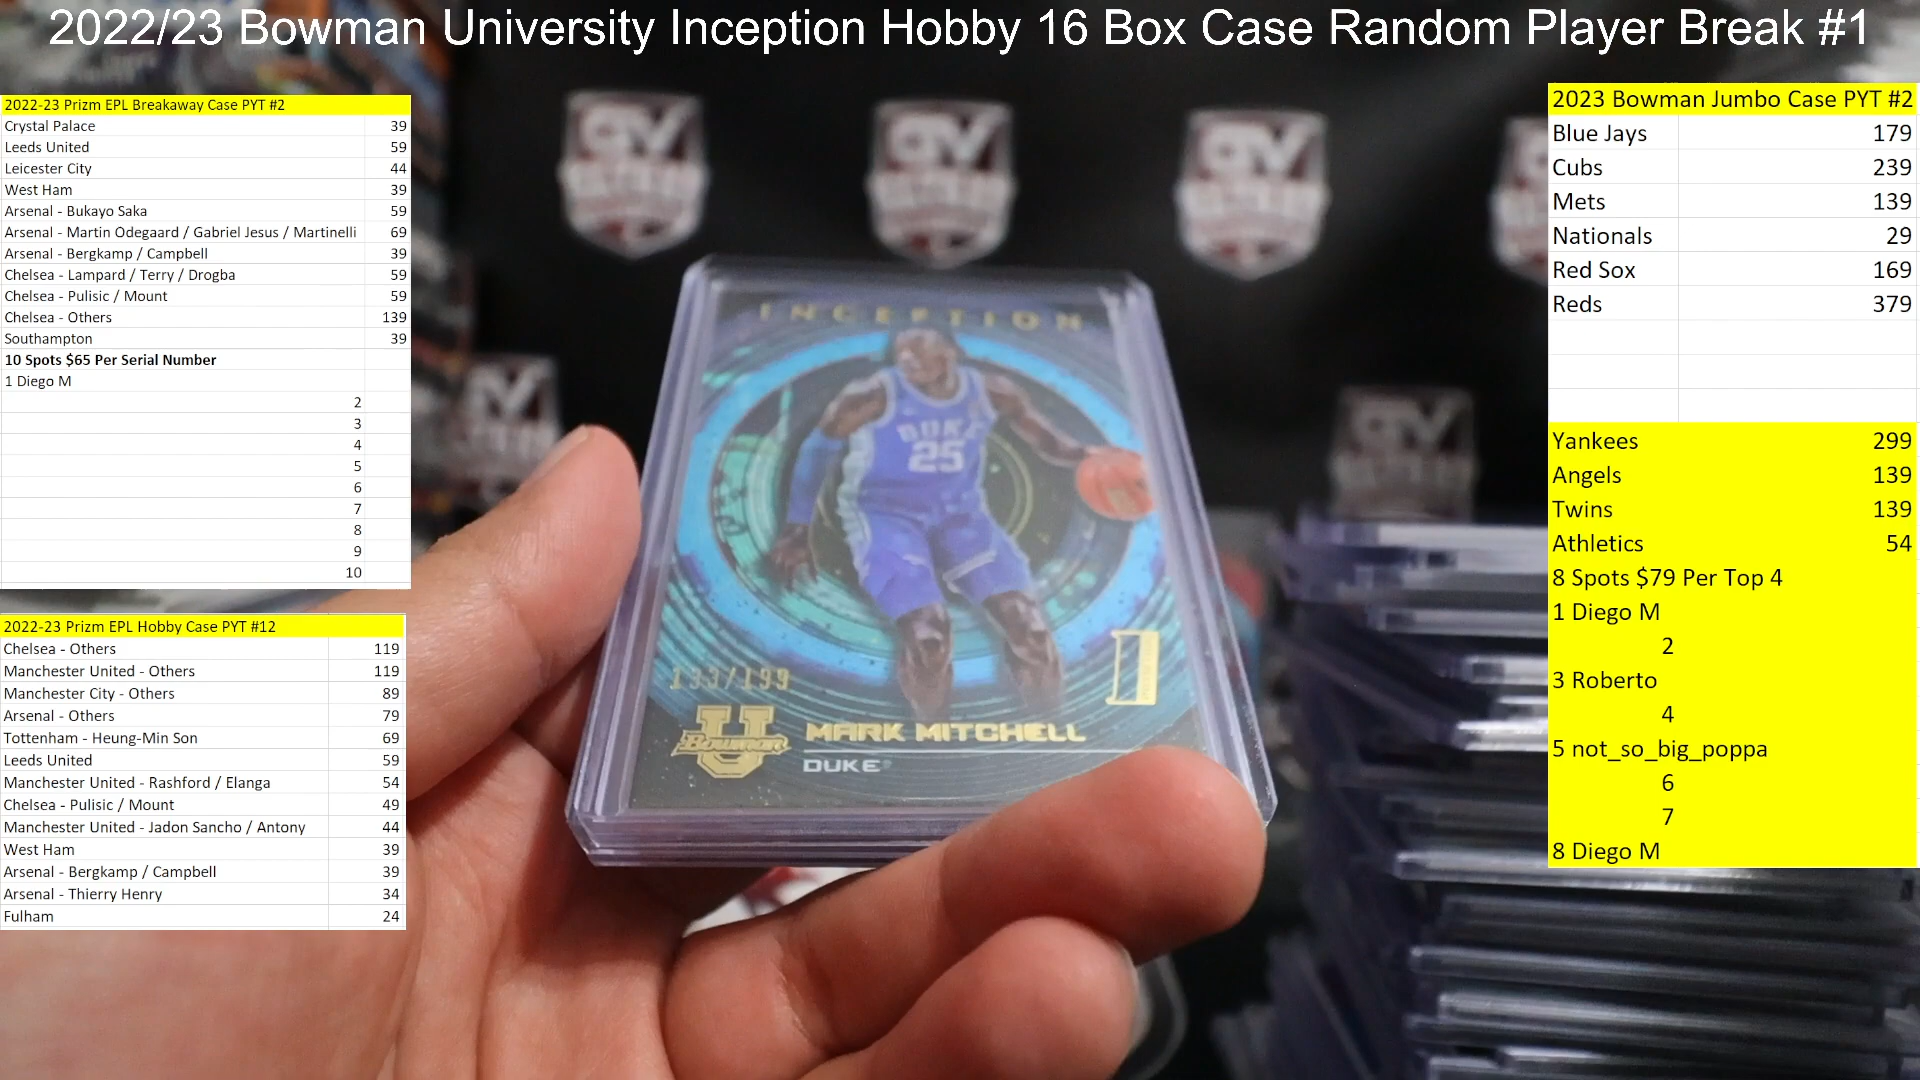 2022/23 Bowman University Inception Hobby 16 Box Case Random Player Break #1
2022-23 Prizm EPL Breakaway Case PYT #2
Crystal Palace 39
Leeds United 59
Leicester City 44
West Ham 39
Arsenal - Bukayo Saka 59
Arsenal - Martin Odegaard / Gabriel Jesus / Martinelli 69
Arsenal - Bergkamp / Campbell 39
Chelsea - Lampard / Terry / Drogba 59
Chelsea - Pulisic / Mount 59
Chelsea - Others 139
Southampton 39
10 Spots $65 Per Serial Number
1 Diego M
2
3
4
5
6
7
8
9
10
2022-23 Prizm EPL Hobby Case PYT #12
Chelsea - Others 119
Manchester United - Others 119
Manchester City - Others 89
Arsenal - Others 79
Tottenham - Heung-Min Son 69
Leeds United 59
Manchester United - Rashford / Elanga 54
Chelsea - Pulisic / Mount 49
Manchester United - Jadon Sancho / Antony 44
West Ham 39
Arsenal - Bergkamp / Campbell 39
Arsenal - Thierry Henry 34
Fulham 24
INCEPTION
DUKE
25
133/199
Bowman
MARK MITCHELL
DUKE
2023 Bowman Jumbo Case PYT #2
Blue Jays 179
Cubs 239
Mets 139
Nationals 29
Red Sox 169
Reds 379
Yankees 299
Angels 139
Twins 139
Athletics 54
8 Spots $79 Per Top 4
1 Diego M
2
3 Roberto
4
5 not_so_big_poppa
6
7
8 Diego M